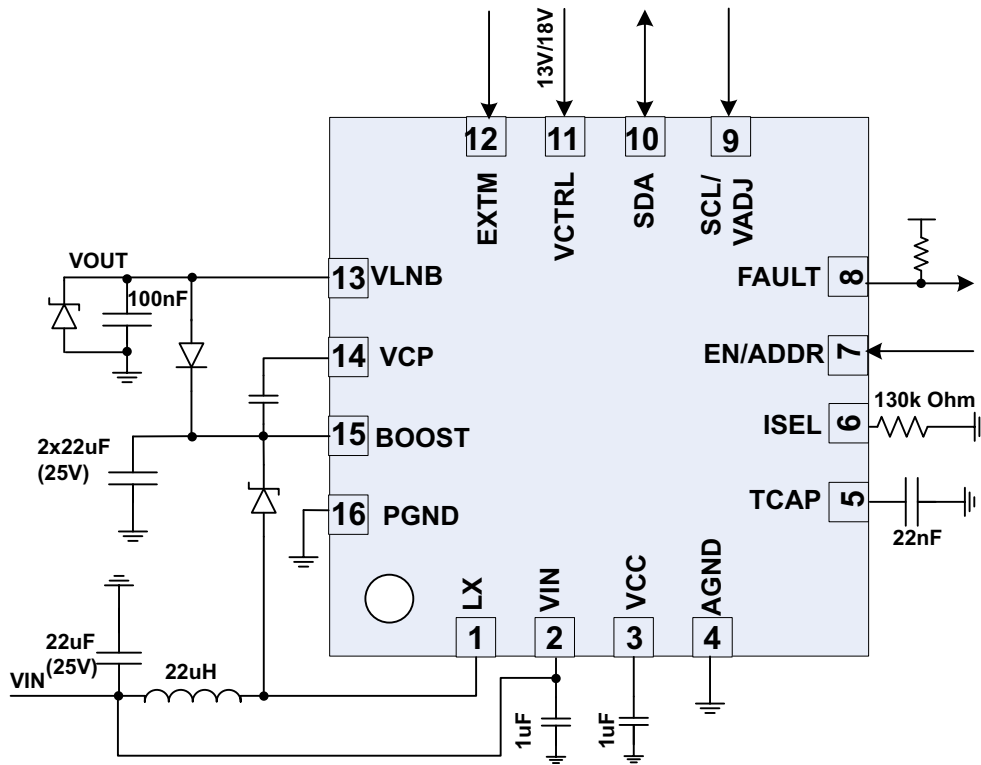 13V/18V
12
11
10
9
EXTM
VCTRL
SDA
SCL/
VADJ
VOUT
100nF
13
VLNB
FAULT
8
14
VCP
EN/ADDR
7
130k Ohm
2x22uF
(25V)
15
BOOST
ISEL
6
16
PGND
TCAP
5
22nF
LX
VIN
VCC
AGND
1
2
3
4
22uF
(25V)
VIN
22uH
1uF
1uF